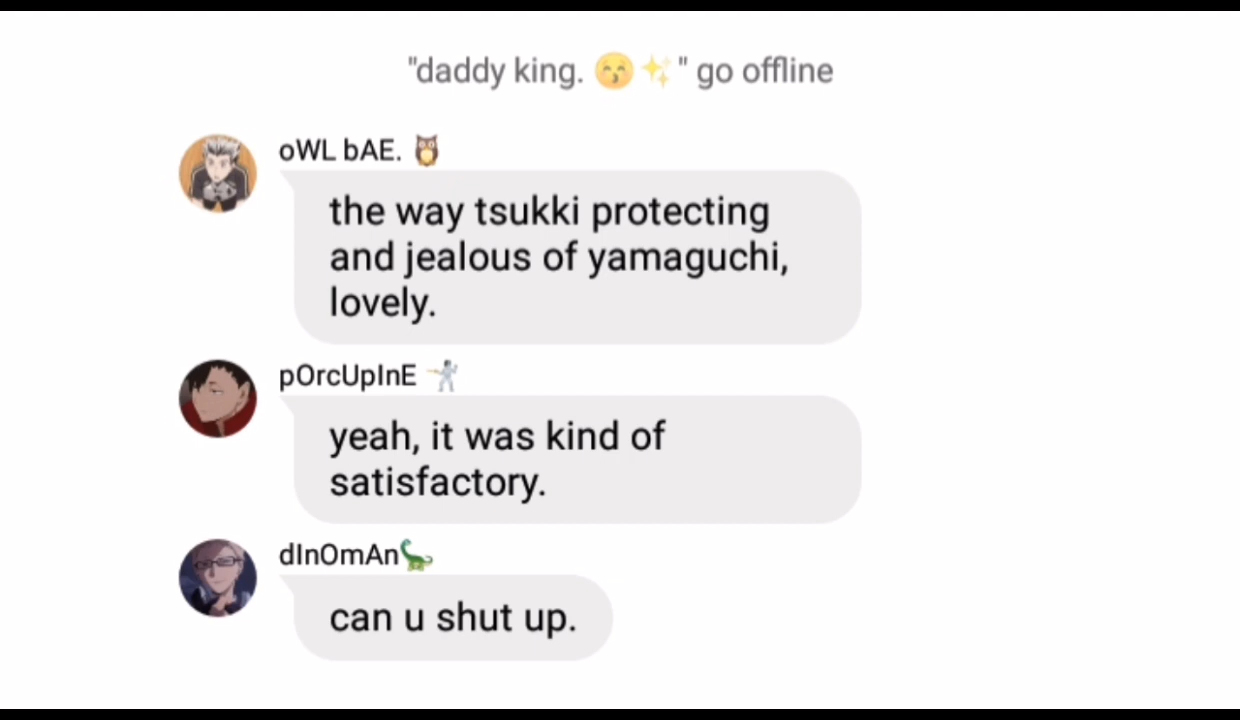 "daddy king. 😙✨" go offline
oWL bAE. 🦉
the way tsukki protecting
and jealous of yamaguchi,
lovely.
pOrcUpInE 🤺
yeah, it was kind of
satisfactory.
dInOmAn🦕
can u shut up.